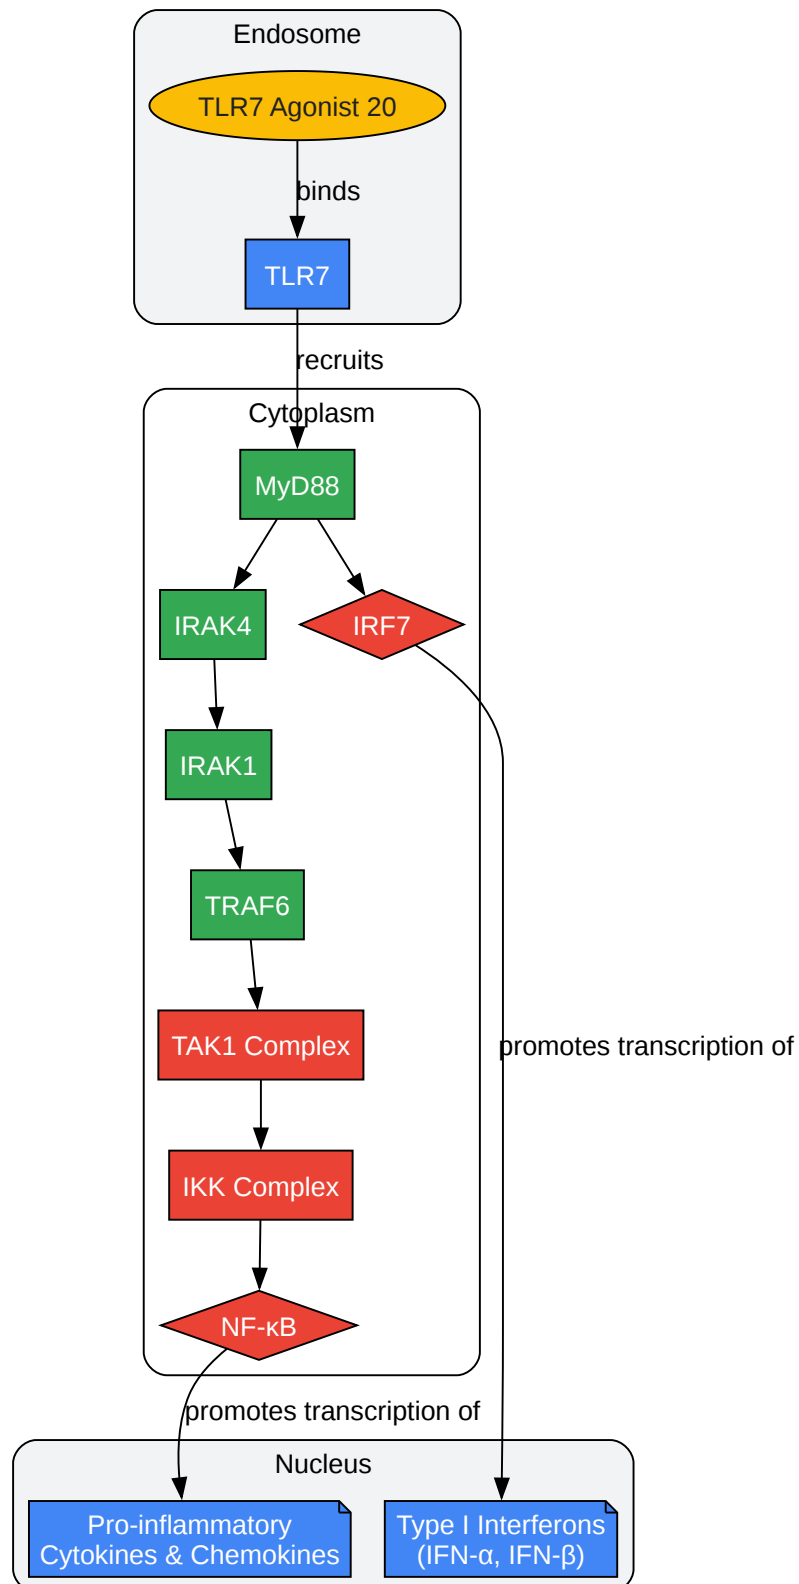 Endosome
TLR7 Agonist 20
binds
TLR7
recruits
Cytoplasm
MyD88
IRAK4
IRF7
IRAK1
TRAF6
TAK1 Complex
promotes transcription of
IKK Complex
NF-κB
promotes transcription of
Nucleus
Pro-inflammatory
Cytokines & Chemokines
Type I Interferons
(IFN-α, IFN-β)